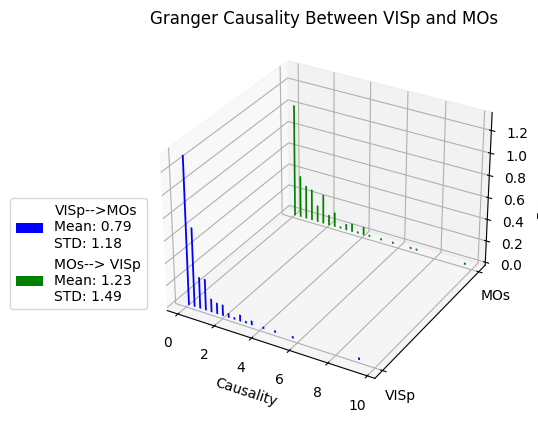 Granger Causality Between VISp and MOs
VISp-->MOs
Mean: 0.79
STD: 1.18
MOs--> VISp
Mean: 1.23
STD: 1.49
1.2
1.0
0.8
0.6
0.4
0.2
0.0
MOs
VISp
0
2
4
6
8
10
Causality